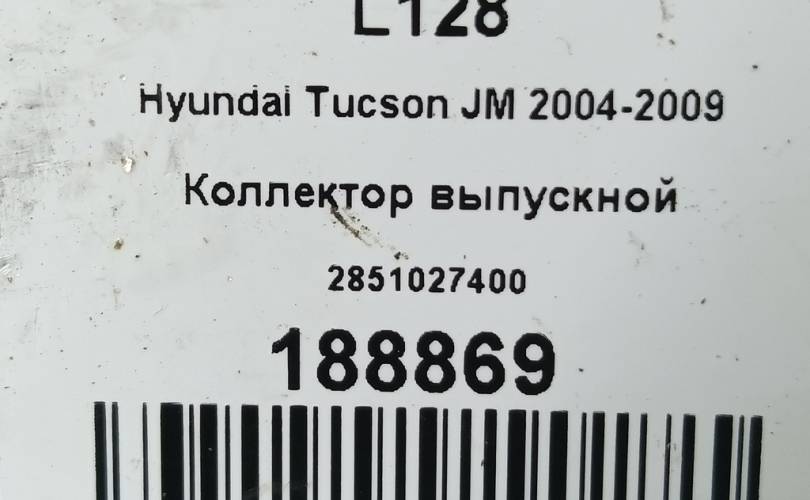 L128
Hyundai Tucson JM 2004-2009
Коллектор выпускной
2851027400
188869